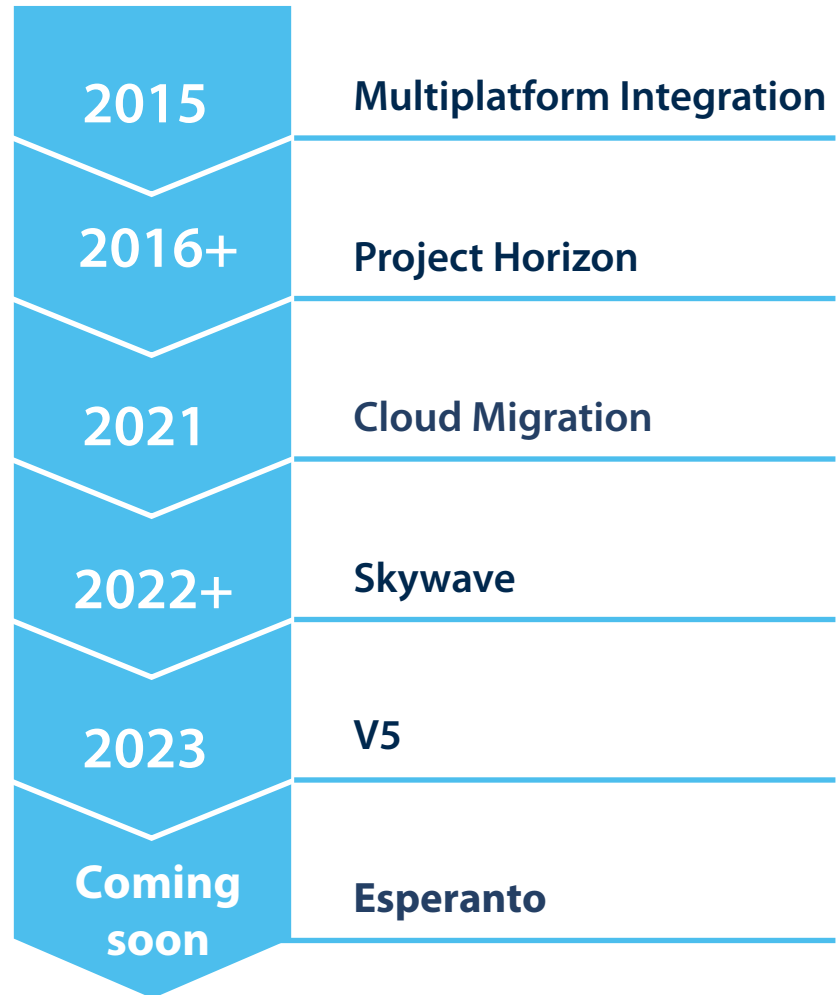 2015
Multiplatform Integration
2016+
Project Horizon
2021
Cloud Migration
2022+
Skywave
2023
V5
Coming
soon
Esperanto